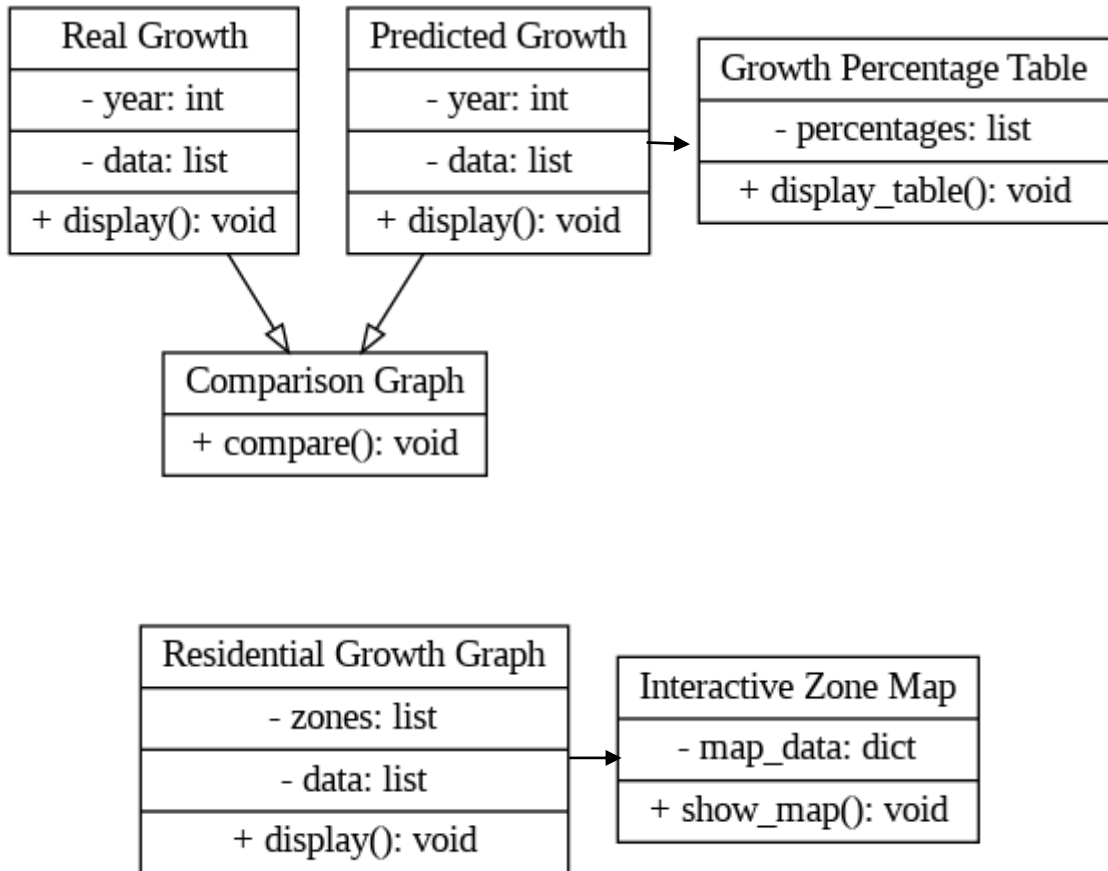 Real Growth
- year: int
- data: list
+ display(): void
Predicted Growth
- year: int
- data: list
+ display(): void
Growth Percentage Table
- percentages: list
+ display_table(): void
Comparison Graph
+ compare(): void
Residential Growth Graph
- zones: list
- data: list
+ display(): void
Interactive Zone Map
- map_data: dict
+ show_map(): void